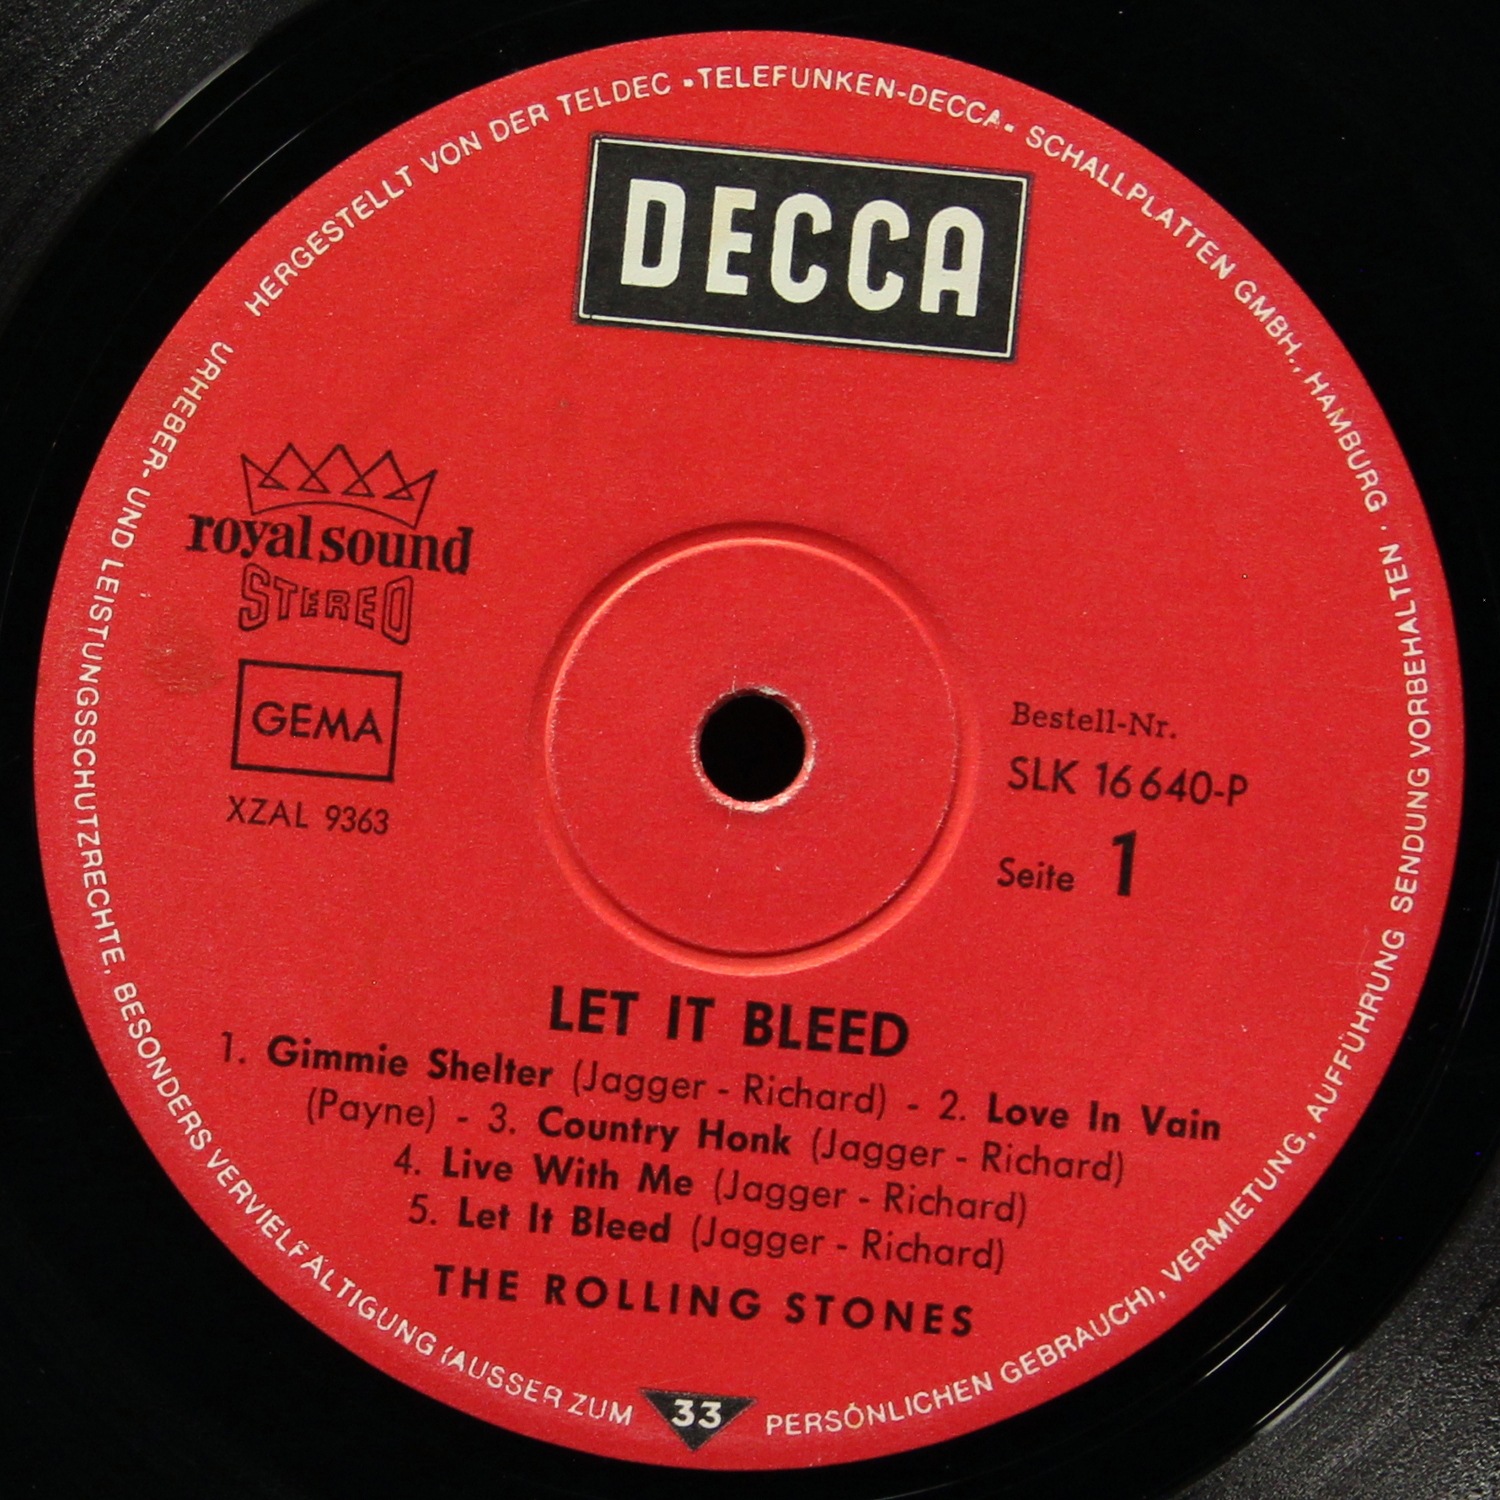 HERGESTELLT VON DER TELDEC •TELEFUNKEN-DECCA• SCHALLPLATTEN GMBH., HAMBURG ·
DECCA
royal sound
STEREO
GEMA
XZAL 9363
Bestell-Nr.
SLK 16 640-P
Seite 1
LET IT BLEED
1. Gimmie Shelter (Jagger - Richard) - 2. Love In Vain
(Payne) - 3. Country Honk (Jagger - Richard)
4. Live With Me (Jagger - Richard)
5. Let It Bleed (Jagger - Richard)
THE ROLLING STONES
33
URHEBER- UND LEISTUNGSSCHUTZRECHTE, BESONDERS VERVIELFÄLTIGUNG (AUSSER ZUM PERSÖNLICHEN GEBRAUCH), VERMIETUNG, AUFFÜHRUNG SENDUNG VORBEHALTEN